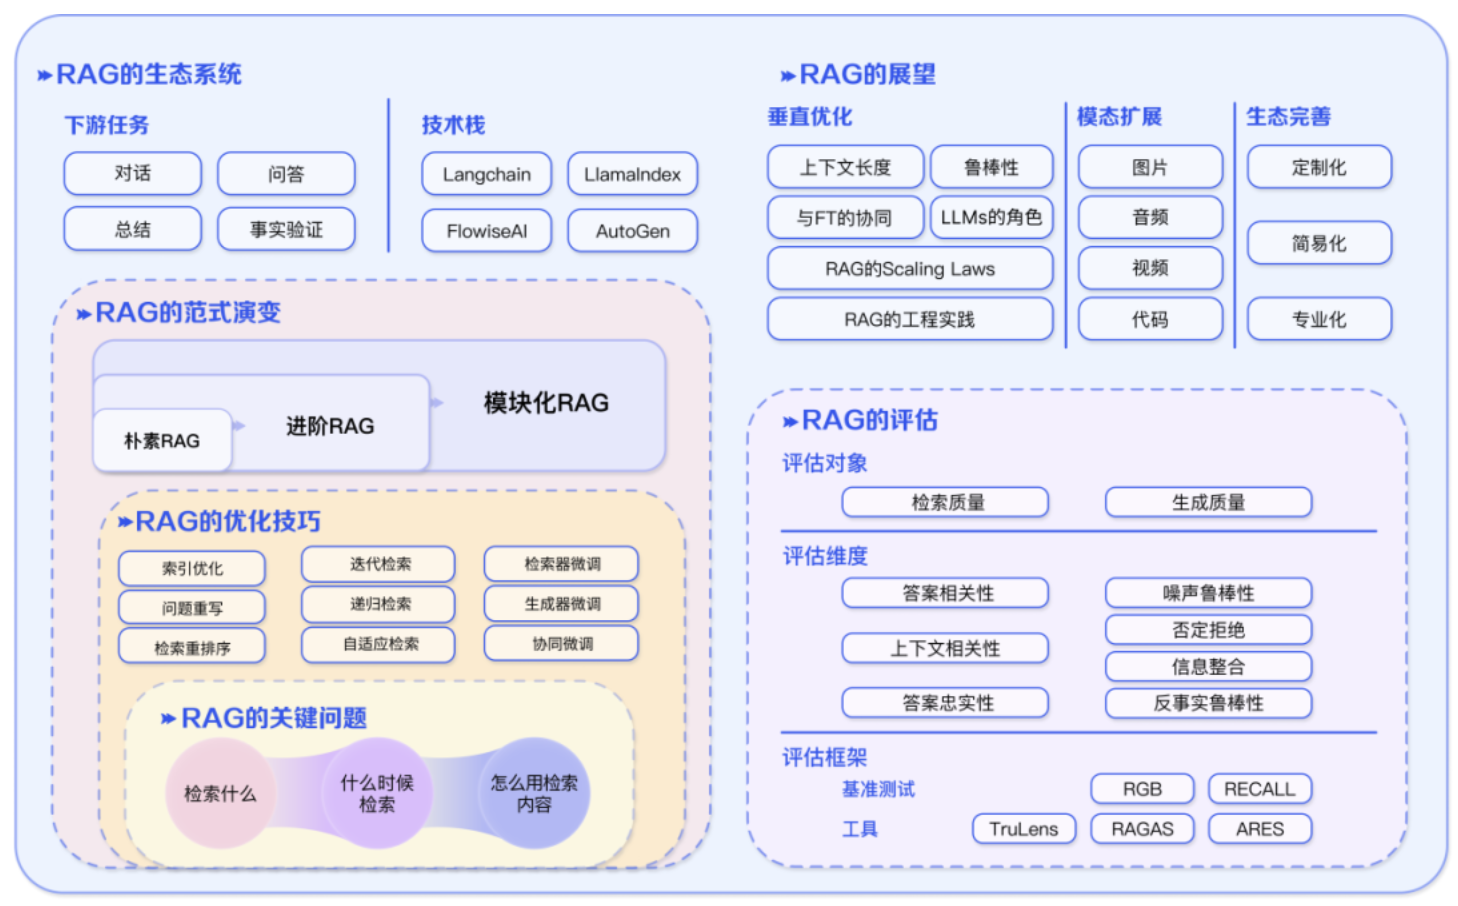 RAG的生态系统
下游任务
对话
问答
总结
事实验证
技术栈
Langchain
LlamaIndex
FlowiseAI
AutoGen
RAG的范式演变
朴素RAG
进阶RAG
模块化RAG
RAG的优化技巧
索引优化
迭代检索
检索器微调
问题重写
递归检索
生成器微调
检索重排序
自适应检索
协同微调
RAG的关键问题
检索什么
什么时候
检索
怎么用检索
内容
RAG的展望
垂直优化
上下文长度
鲁棒性
与FT的协同
LLMs的角色
RAG的Scaling Laws
RAG的工程实践
模态扩展
图片
音频
视频
代码
生态完善
定制化
简易化
专业化
RAG的评估
评估对象
检索质量
生成质量
评估维度
答案相关性
上下文相关性
答案忠实性
噪声鲁棒性
否定拒绝
信息整合
反事实鲁棒性
评估框架
基准测试
RGB
RECALL
工具
TruLens
RAGAS
ARES